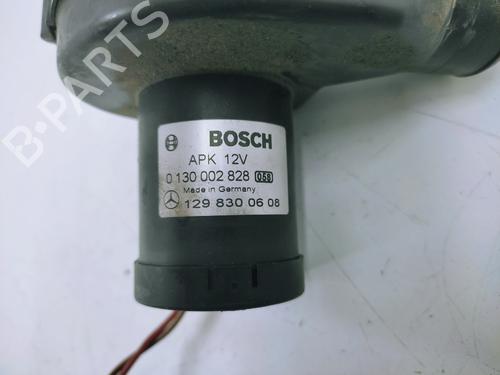 B-PARTS
BOSCH
APK 12V
0 130 002 828 058
Made in Germany
129 830 06 08